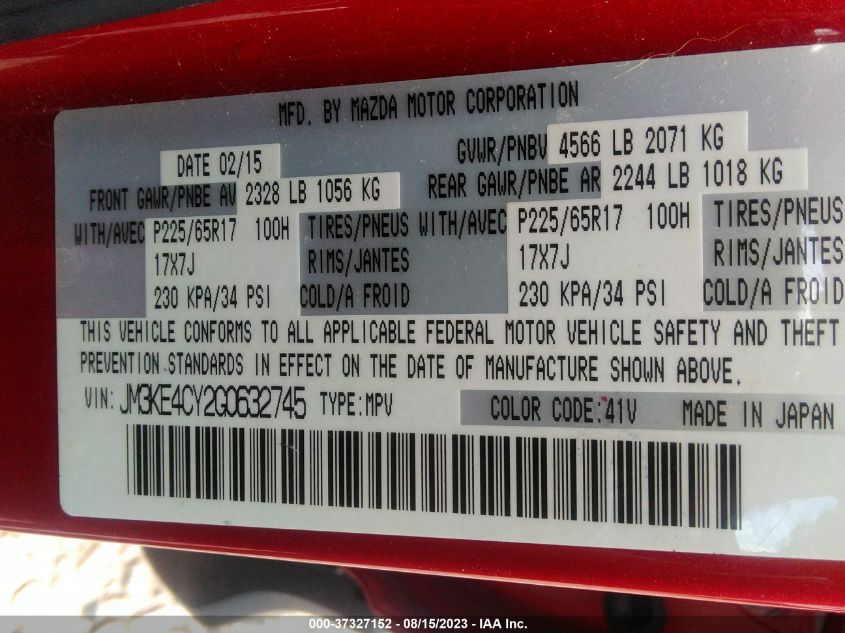 MFD. BY MAZDA MOTOR CORPORATION
DATE 02/15 GVWR/PNBV 4566 LB 2071 KG
FRONT GAWR/PNBE AV 2328 LB 1056 KG REAR GAWR/PNBE AR 2244 LB 1018 KG
WITH/AVEC P225/65R17 100H TIRES/PNEUS WITH/AVEC P225/65R17 100H TIRES/PNEUS
17X7J RIMS/JANTES 17X7J RIMS/JANTES
230 KPA/34 PSI COLD/A FROID 230 KPA/34 PSI COLD/A FROID
THIS VEHICLE CONFORMS TO ALL APPLICABLE FEDERAL MOTOR VEHICLE SAFETY AND THEFT
PREVENTION STANDARDS IN EFFECT ON THE DATE OF MANUFACTURE SHOWN ABOVE.
VIN: JM3KE4CY2G0632745 TYPE:MPV COLOR CODE:41V MADE IN JAPAN
000-37327152 - 08/15/2023 - IAA Inc.